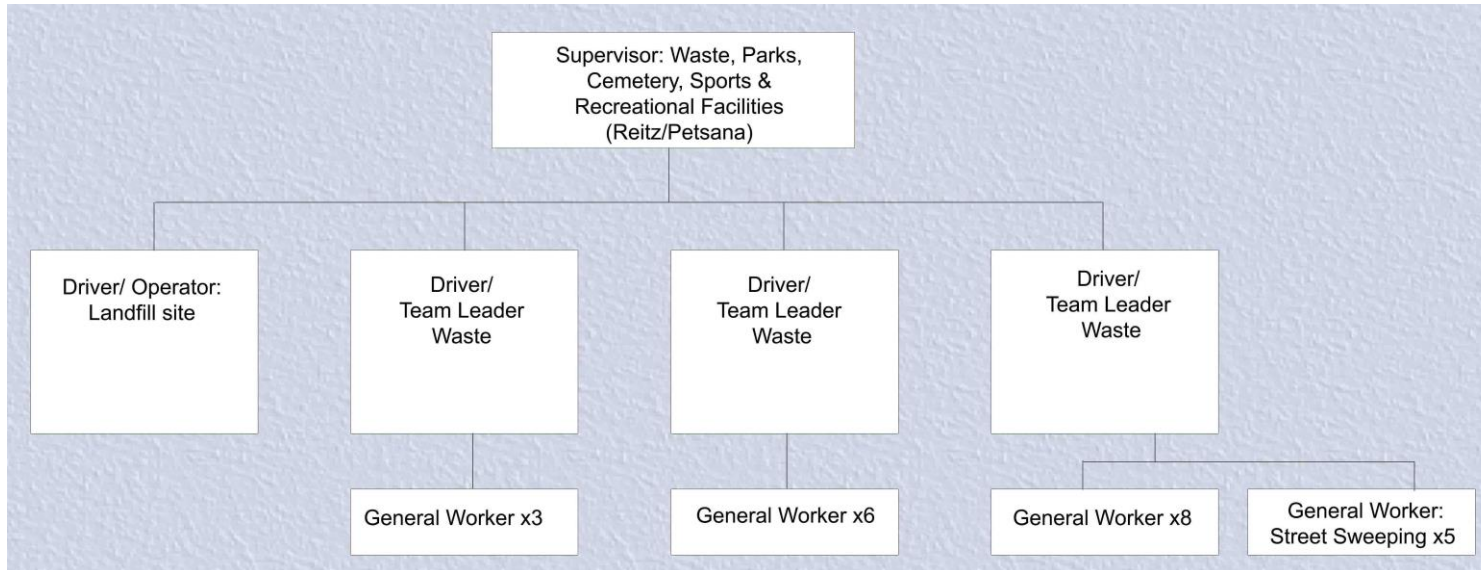 Supervisor: Waste, Parks,
Cemetery, Sports &
Recreational Facilities
(Reitz/Petsana)
Driver/ Operator:
Landfill site
Driver/
Team Leader
Waste
Driver/
Team Leader
Waste
Driver/
Team Leader
Waste
General Worker x3
General Worker x6
General Worker x8
General Worker:
Street Sweeping x5